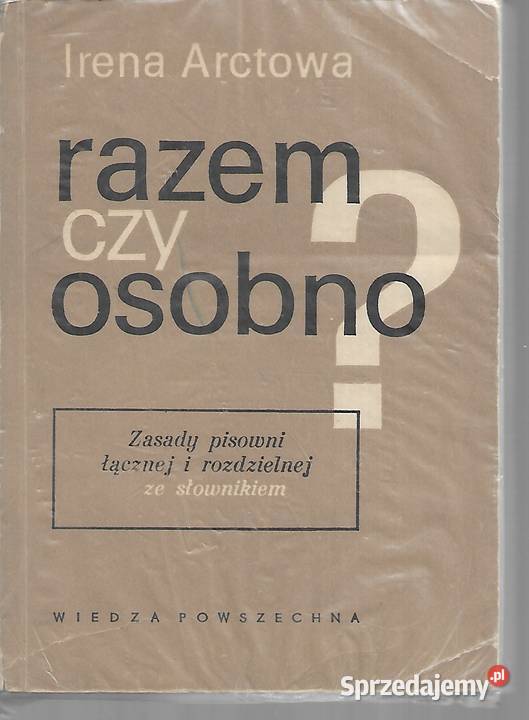 Irena Arctowa
razem
czy
osobno
?
Zasady pisowni
łącznej i rozdzielnej
ze słownikiem
WIEDZA POWSZECHNA
Sprzedajemy.pl